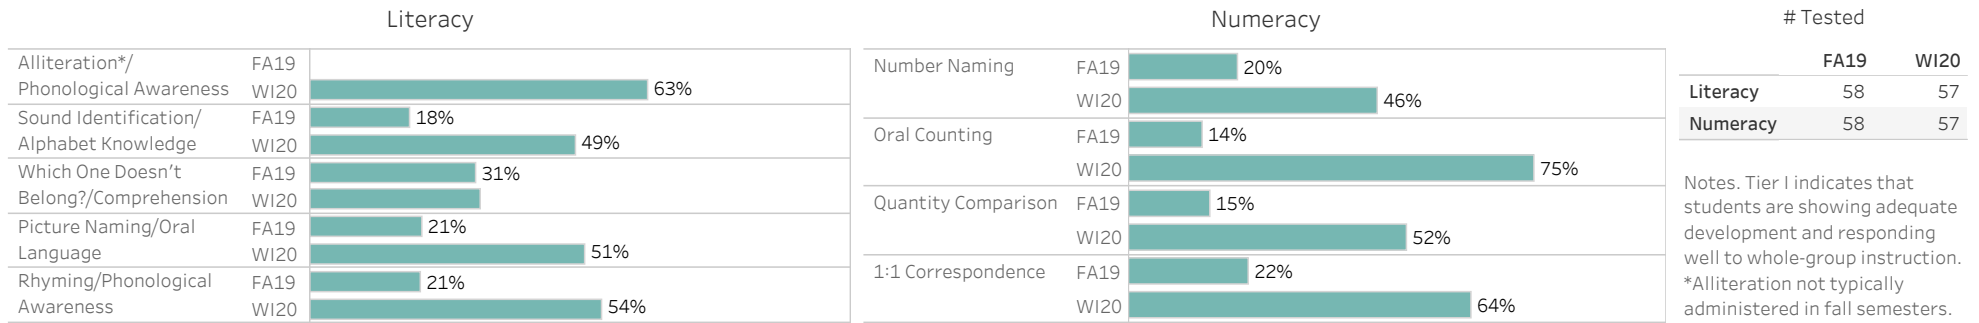 Literacy
Alliteration*/
Phonological Awareness
FA19
WI20
63%
Sound Identification/
Alphabet Knowledge
FA19
18%
WI20
49%
Which One Doesn't
Belong?/Comprehension
FA19
31%
WI20
Picture Naming/Oral
Language
FA19
21%
WI20
51%
Rhyming/Phonological
Awareness
FA19
21%
WI20
54%
Numeracy
Number Naming
FA19
20%
WI20
46%
Oral Counting
FA19
14%
WI20
75%
Quantity Comparison
FA19
15%
WI20
52%
1:1 Correspondence
FA19
22%
WI20
64%
# Tested
FA19 WI20
Literacy 58 57
Numeracy 58 57
Notes. Tier I indicates that
students are showing adequate
development and responding
well to whole-group instruction.
*Alliteration not typically
administered in fall semesters.